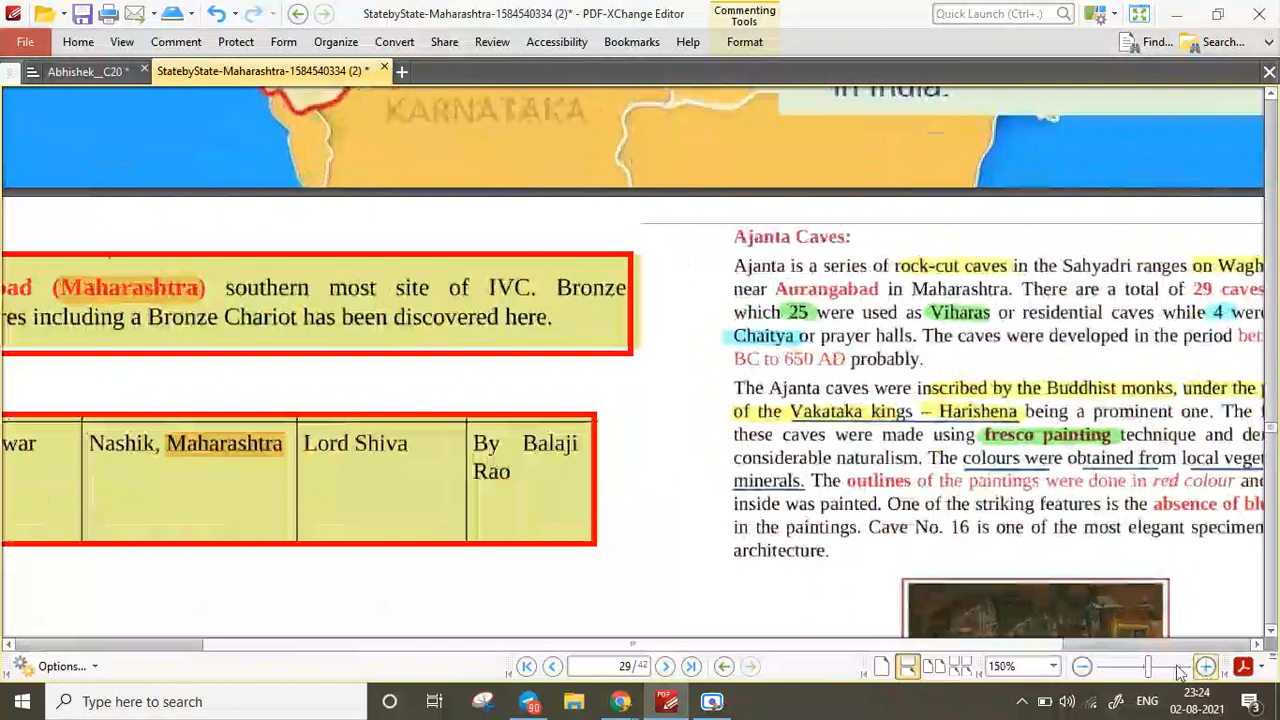 StatebyState-Maharashtra-1584540334 (2)* - PDF-XChange Editor
Commenting Tools
Quick Launch (Ctrl+.)
File Home View Comment Protect Form Organize Convert Share Review Accessibility Bookmarks Help Format Find... Search...
Abhishek__C20 * StatebyState-Maharashtra-1584540334 (2) *
KARNATAKA
in India.
oad (Maharashtra) southern most site of IVC. Bronze
res including a Bronze Chariot has been discovered here.
war Nashik, Maharashtra Lord Shiva By Balaji
Rao
Ajanta Caves:
Ajanta is a series of rock-cut caves in the Sahyadri ranges on Wagh
near Aurangabad in Maharashtra. There are a total of 29 caves
which 25 were used as Viharas or residential caves while 4 wer
Chaitya or prayer halls. The caves were developed in the period bet
BC to 650 AD probably.
The Ajanta caves were inscribed by the Buddhist monks, under the
of the Vakataka kings – Harishena being a prominent one. The
these caves were made using fresco painting technique and de
considerable naturalism. The colours were obtained from local veget
minerals. The outlines of the paintings were done in red colour an
inside was painted. One of the striking features is the absence of bl
in the paintings. Cave No. 16 is one of the most elegant specimen
architecture.
Options... 29 / 42 150%
Type here to search 90 ENG 23:24
02-08-2021 3